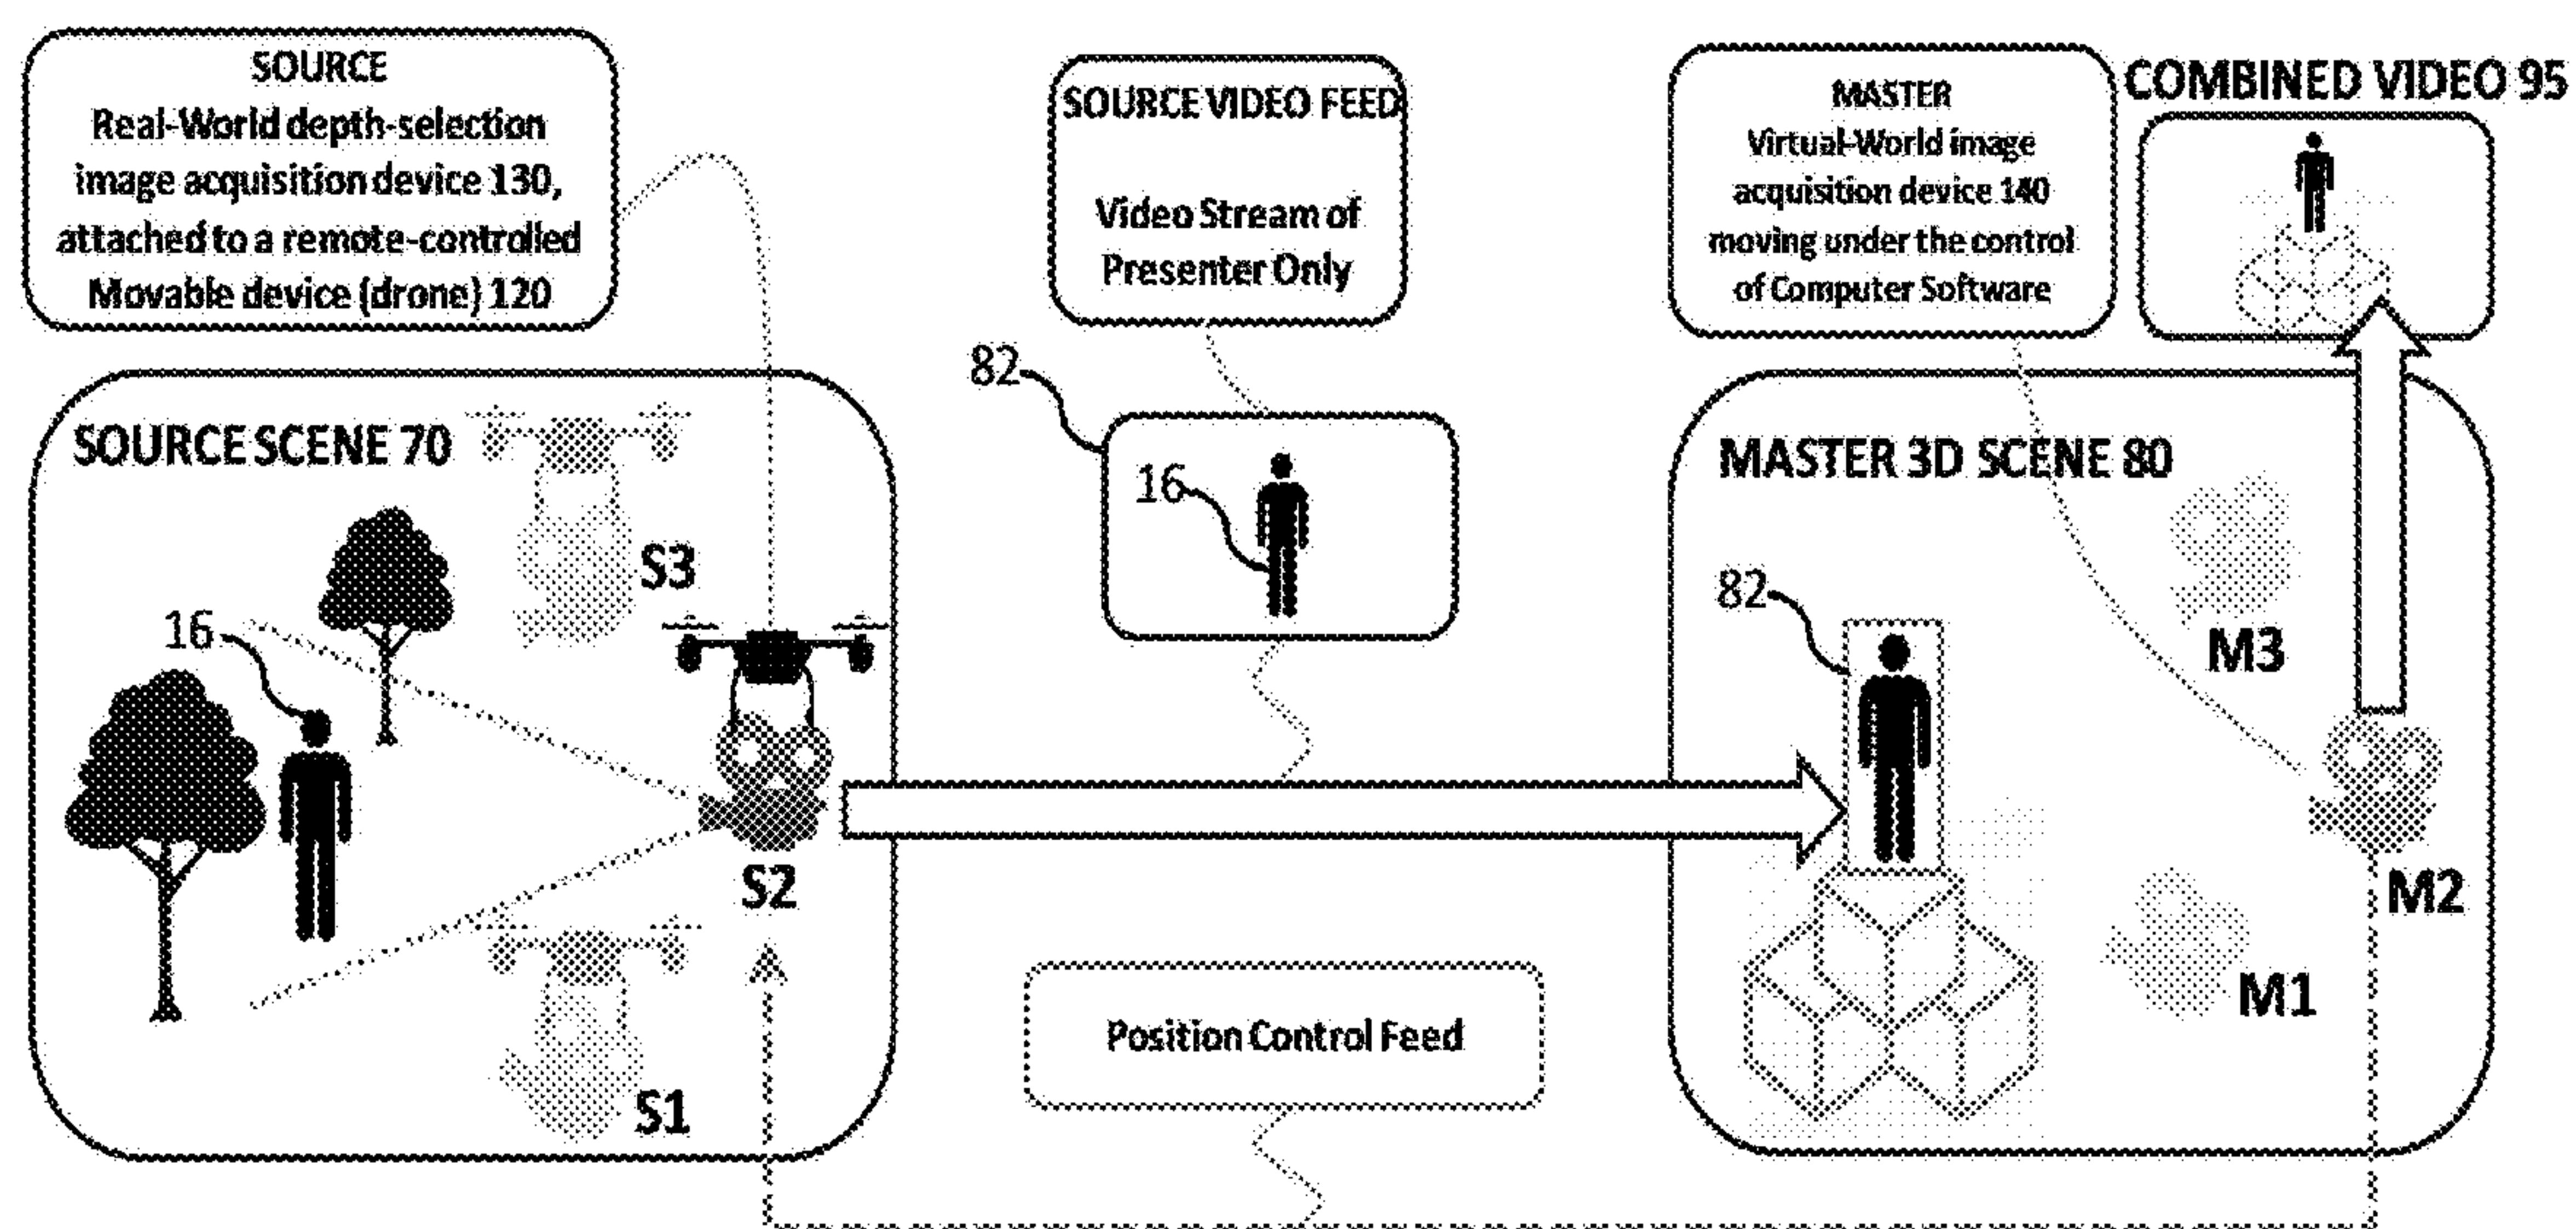 SOURCE
Real-World depth-selection
image acquisition device 130,
attached to a remote-controlled
Movable device (drone) 120
SOURCE VIDEO FEED
Video Stream of
Presenter Only
MASTER
Virtual-World image
acquisition device 140
moving under the control
of Computer Software
COMBINED VIDEO 95
82
SOURCE SCENE 70
16
MASTER 3D SCENE 80
S3
82
16
M3
S2
M2
M1
Position Control Feed
S1